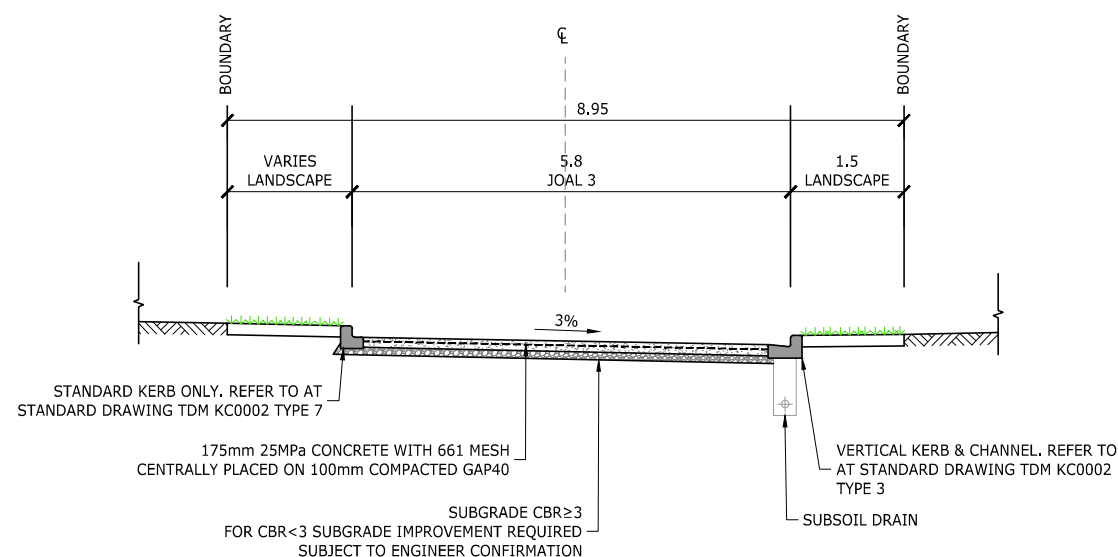 BOUNDARY
℄
BOUNDARY
8.95
VARIES
LANDSCAPE
5.8
JOAL 3
1.5
LANDSCAPE
3%
STANDARD KERB ONLY. REFER TO AT
STANDARD DRAWING TDM KC0002 TYPE 7
175mm 25MPa CONCRETE WITH 661 MESH
CENTRALLY PLACED ON 100mm COMPACTED GAP40
SUBGRADE CBR≥3
FOR CBR<3 SUBGRADE IMPROVEMENT REQUIRED
SUBJECT TO ENGINEER CONFIRMATION
VERTICAL KERB & CHANNEL. REFER TO
AT STANDARD DRAWING TDM KC0002
TYPE 3
SUBSOIL DRAIN